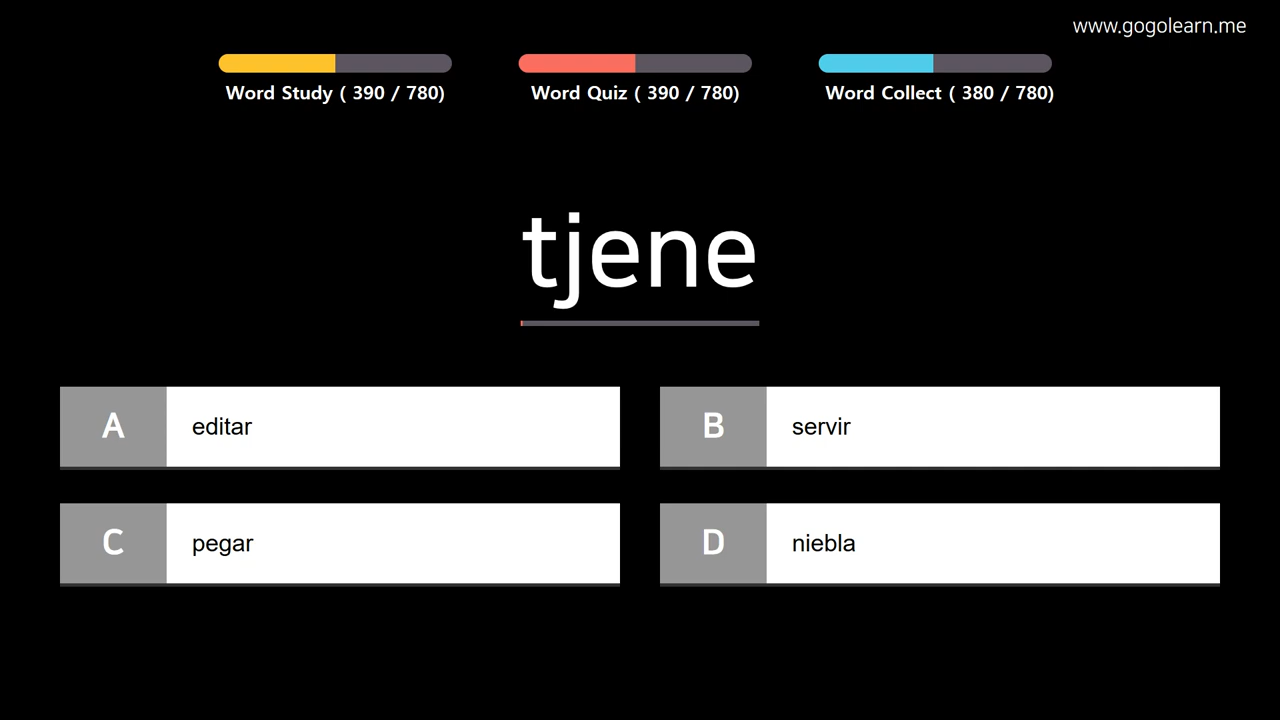 www.gogolearn.me
Word Study ( 390 / 780)
Word Quiz ( 390 / 780)
Word Collect ( 380 / 780)
tjene
A editar
B servir
C pegar
D niebla